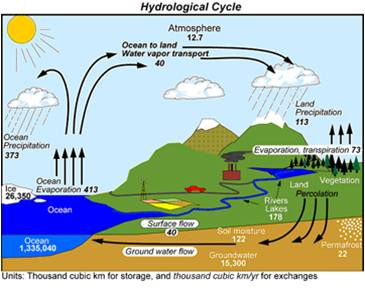 Hydrological Cycle
Atmosphere
12.7
Ocean to land
Water vapor transport
40
Land
Precipitation
113
Ocean
Precipitation
373
Evaporation, transpiration 73
Ice
26,350
Ocean
Evaporation 413
Vegetation
Land
Percolation
Ocean
Rivers
Lakes
178
Surface flow
40
Soil moisture
122
Permafrost
22
Ocean
1,335,040
Ground water flow
Groundwater
15,300
Units: Thousand cubic km for storage, and thousand cubic km/yr for exchanges